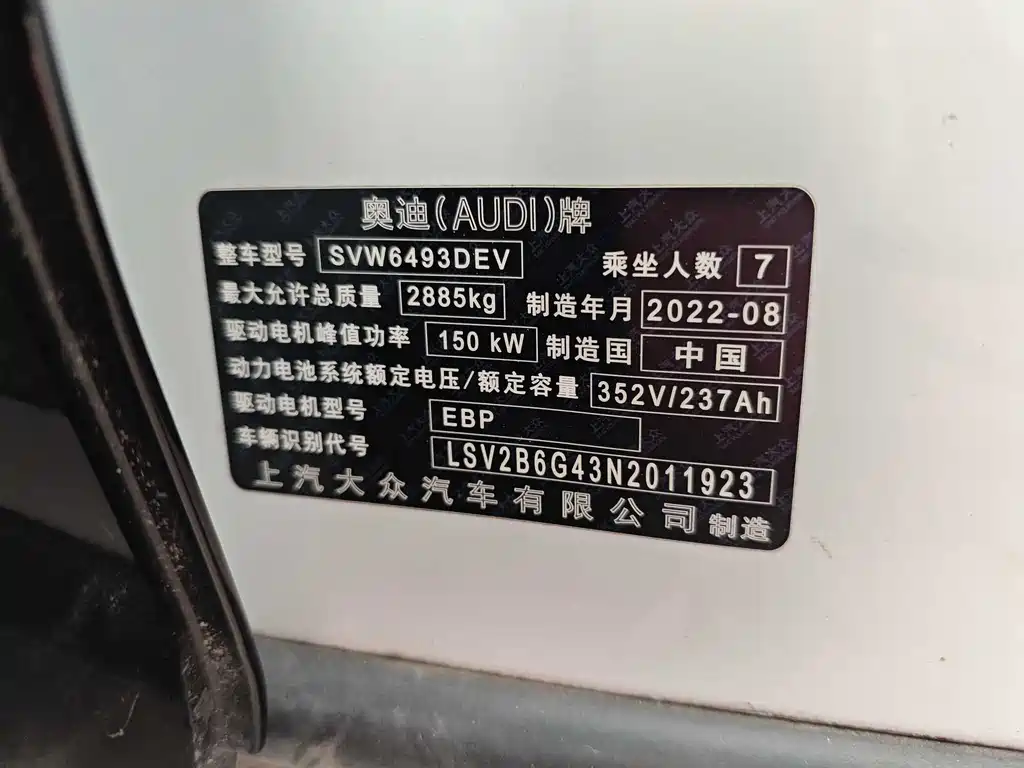 奥迪(AUDI)牌
整车型号 SVW6493DEV 乘坐人数 7
最大允许总质量 2885kg 制造年月 2022-08
驱动电机峰值功率 150 kW 制造国 中国
动力电池系统额定电压/额定容量 352V/237Ah
驱动电机型号 EBP
车辆识别代号 LSV2B6G43N2011923
上汽大众汽车有限公司 制造